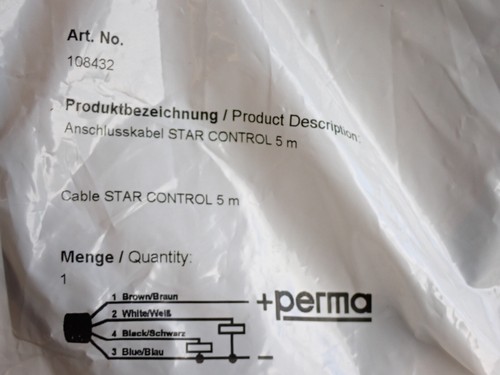 Art. No.
108432
Produktbezeichnung / Product Description:
Anschlusskabel STAR CONTROL 5 m
Cable STAR CONTROL 5 m
Menge / Quantity:
1
1 Brown/Braun
+ perma
2 White/Weiß
4 Black/Schwarz
3 Blue/Blau
–